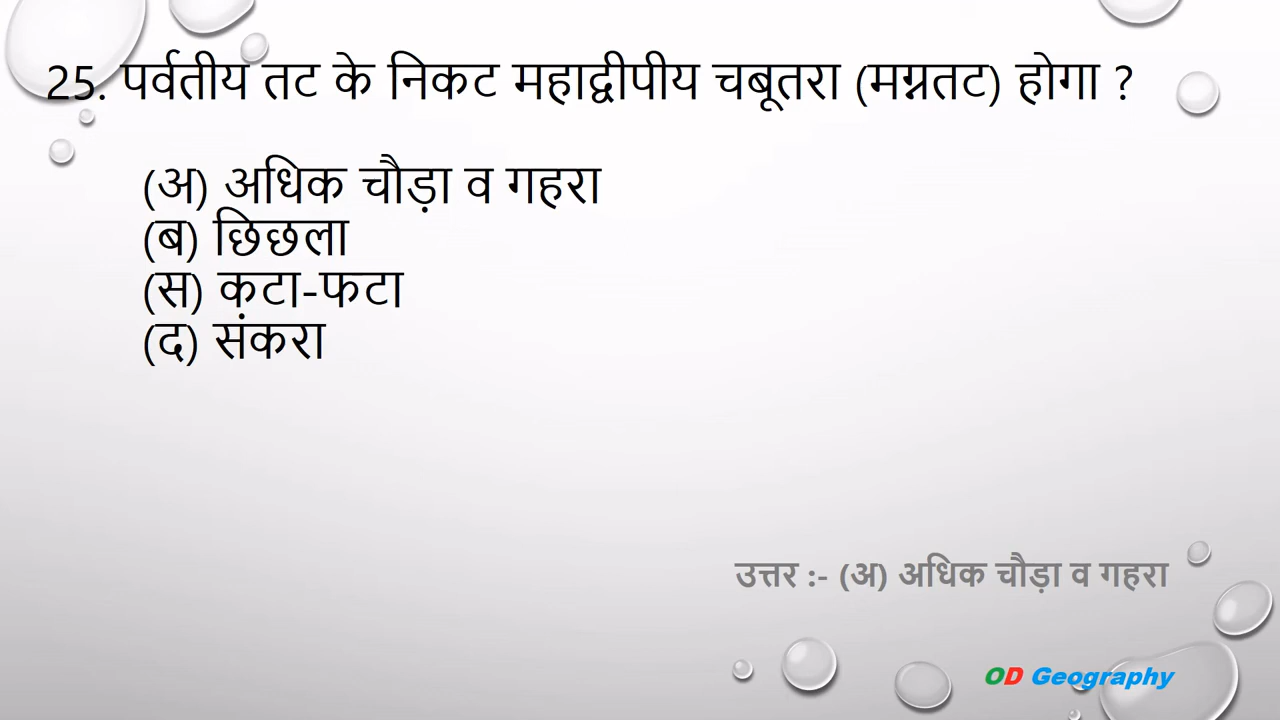 25. पर्वतीय तट के निकट महाद्वीपीय चबूतरा (मग्नतट) होगा ?
(अ) अधिक चौड़ा व गहरा
(ब) छिछला
(स) कटा-फटा
(द) संकरा
उत्तर :- (अ) अधिक चौड़ा व गहरा
OD Geography